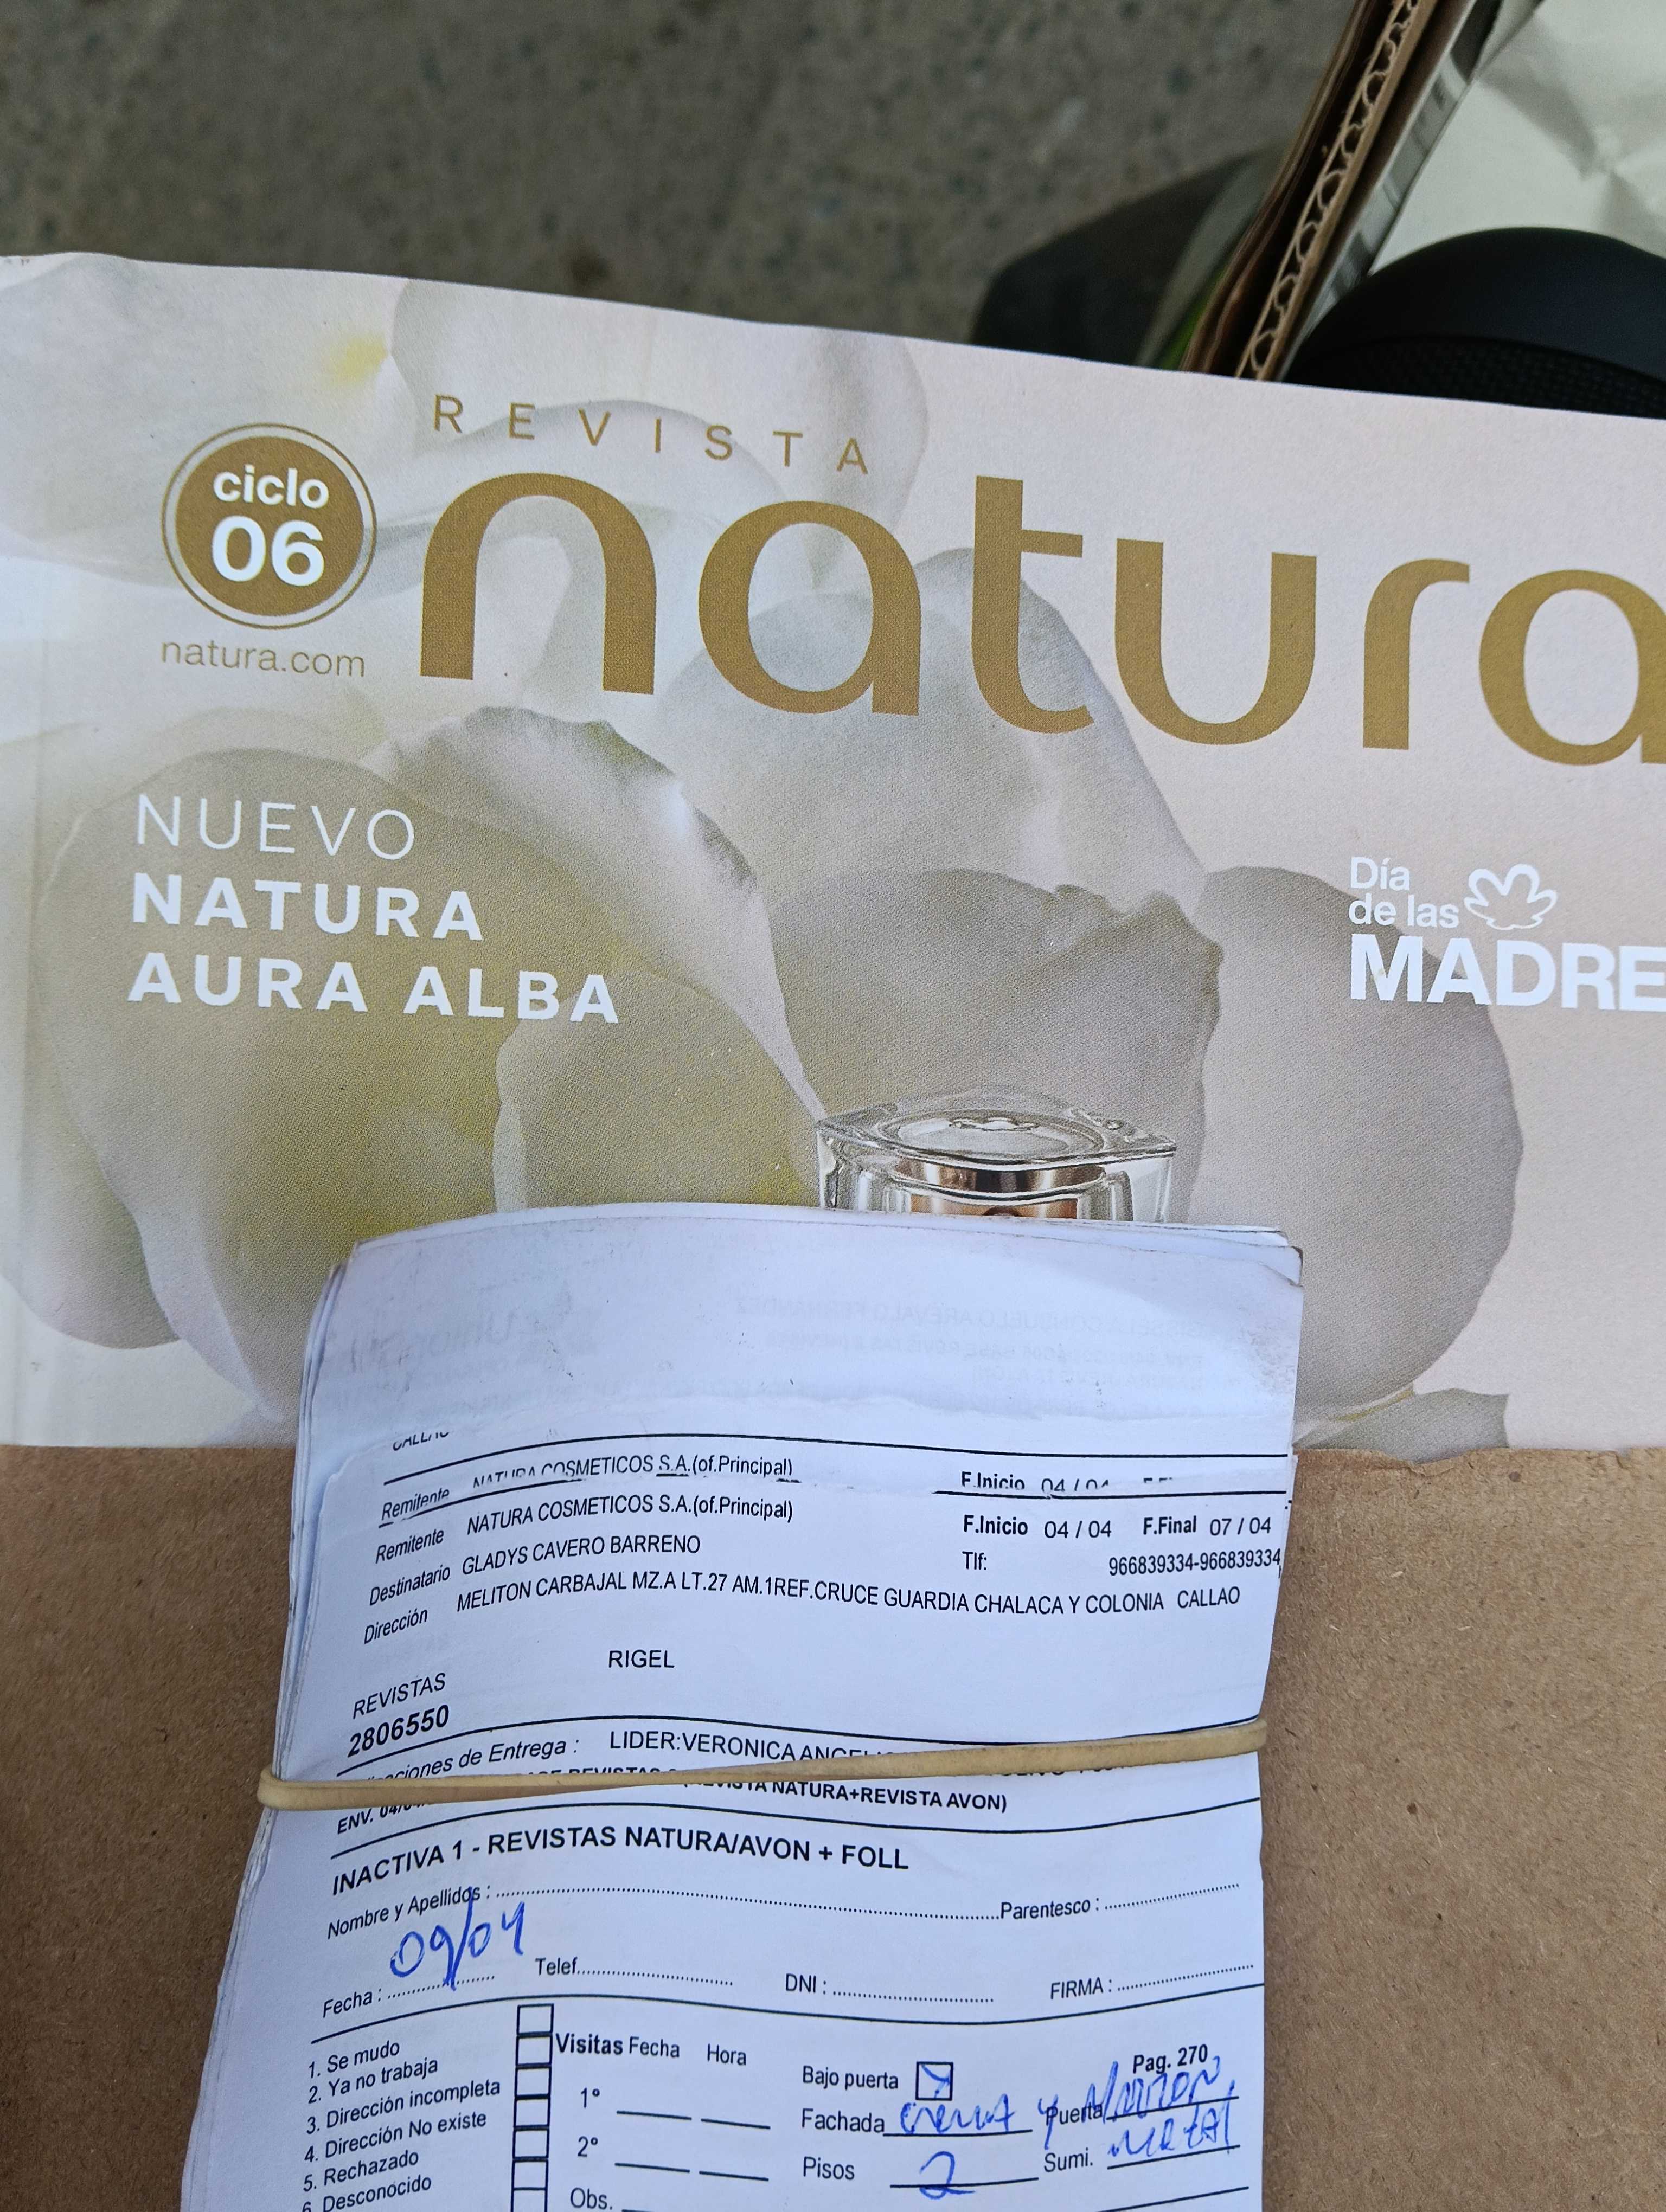 REVISTA
ciclo
06
natura
natura.com
NUEVO
NATURA
AURA ALBA
Día
de las
MADRE
Remitente NATURA COSMETICOS S.A.(of.Principal) F.Inicio 04 / 04
Remitente NATURA COSMETICOS S.A.(of.Principal) F.Inicio 04 / 04 F.Final 07 / 04
Destinatario GLADYS CAVERO BARRENO Tlf: 966839334-966839334
Dirección MELITON CARBAJAL MZ.A LT.27 AM.1REF.CRUCE GUARDIA CHALACA Y COLONIA CALLAO
RIGEL
REVISTAS
2806550
ciones de Entrega : LIDER:VERONICA
ENV. REVISTA NATURA+REVISTA AVON)
INACTIVA 1 - REVISTAS NATURA/AVON + FOLL
Nombre y Apellidos : Parentesco :
Fecha : 09/04 Telef. DNI : FIRMA :
1. Se mudo
2. Ya no trabaja
3. Dirección incompleta
4. Dirección No existe
5. Rechazado
6. Desconocido
Visitas Fecha Hora
1°
2°
Obs.
Bajo puerta Pag. 270
Fachada crema y Puerta
Pisos 2 Sumi. metal